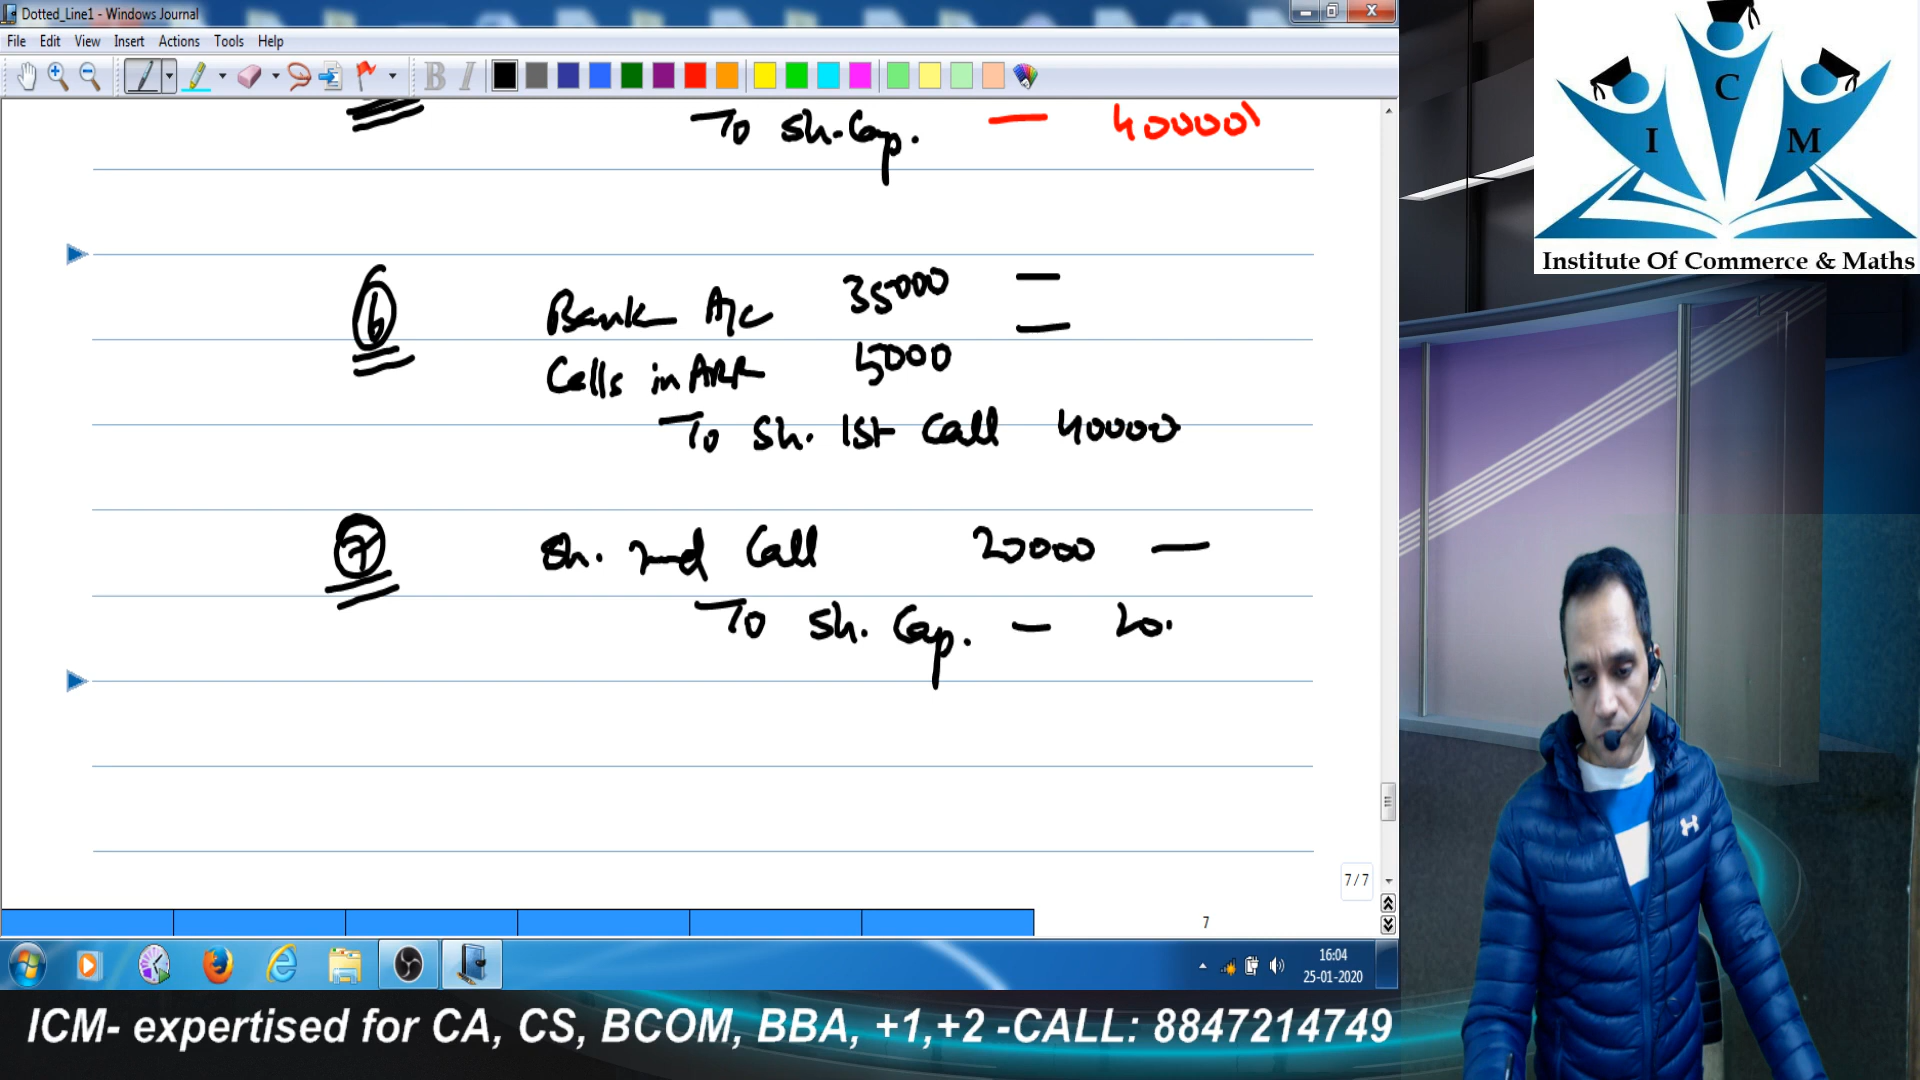 Dotted_Line1 - Windows Journal
File Edit View Insert Actions Tools Help
B I
To Sh. Cap. — 40000
6 Bank A/c 35000 —
Calls in ARR 5000 —
To Sh. 1st Call 40000
7 Sh. 2nd Call 20000 —
To Sh. Cap. — 20.
7/7
7
16:04
25-01-2020
I C M
Institute Of Commerce & Maths
ICM- expertised for CA, CS, BCOM, BBA, +1,+2 -CALL: 8847214749